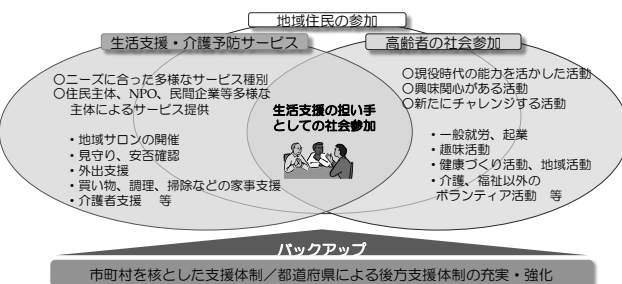 地域住民の参加
生活支援・介護予防サービス
高齢者の社会参加
〇ニーズに合った多様なサービス種別
〇住民主体、NPO、民間企業等多様な
主体によるサービス提供
・地域サロンの開催
・見守り、安否確認
・外出支援
・買い物、調理、掃除などの家事支援
・介護者支援　等
生活支援の担い手
としての社会参加
〇現役時代の能力を活かした活動
〇興味関心がある活動
〇新たにチャレンジする活動
・一般就労、起業
・趣味活動
・健康づくり活動、地域活動
・介護、福祉以外の
ボランティア活動　等
バックアップ
市町村を核とした支援体制／都道府県による後方支援体制の充実・強化